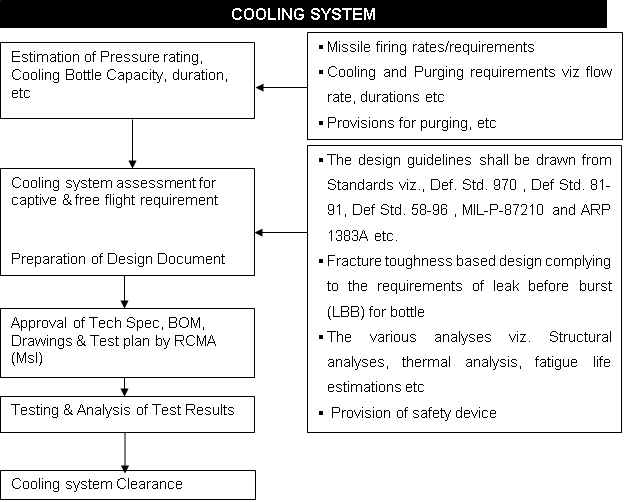 COOLING SYSTEM
Estimation of Pressure rating,
Cooling Bottle Capacity, duration,
etc
▪ Missile firing rates/requirements
▪ Cooling and Purging requirements viz flow
rate, durations etc
▪ Provisions for purging, etc
Cooling system assessment for
captive & free flight requirement
Preparation of Design Document
▪ The design guidelines shall be drawn from
Standards viz., Def. Std. 970 , Def Std. 81-
91, Def Std. 58-96 , MIL-P-87210 and ARP
1383A etc.
▪ Fracture toughness based design complying
to the requirements of leak before burst
(LBB) for bottle
▪ The various analyses viz. Structural
analyses, thermal analysis, fatigue life
estimations etc
▪ Provision of safety device
Approval of Tech Spec, BOM,
Drawings & Test plan by RCMA
(Msl)
Testing & Analysis of Test Results
Cooling system Clearance